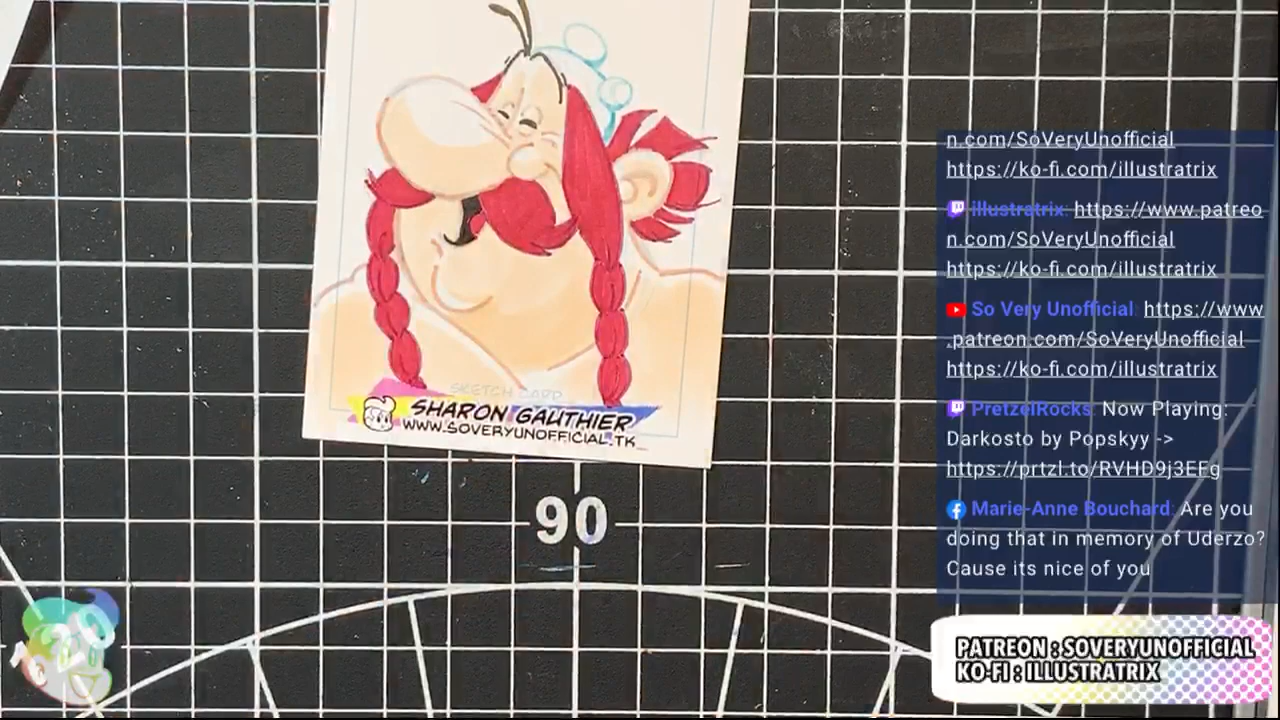 SKETCH CARD
SHARON GAUTHIER
WWW.SOVERYUNOFFICIAL.TK
90
n.com/SoVeryUnofficial
https://ko-fi.com/illustratrix
illustratrix: https://www.patreo
n.com/SoVeryUnofficial
https://ko-fi.com/illustratrix
So Very Unofficial: https://www
.patreon.com/SoVeryUnofficial
https://ko-fi.com/illustratrix
PretzelRocks: Now Playing:
Darkosto by Popskyy ->
https://prtzl.to/RVHD9j3EFg
Marie-Anne Bouchard: Are you
doing that in memory of Uderzo?
Cause its nice of you
PATREON : SOVERYUNOFFICIAL
KO-FI : ILLUSTRATRIX